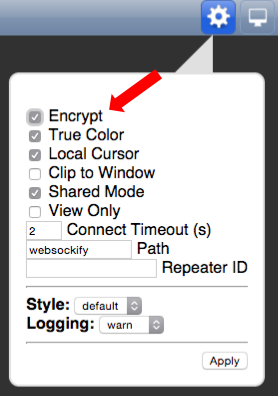 Encrypt
True Color
Local Cursor
Clip to Window
Shared Mode
View Only
2 Connect Timeout (s)
websockify Path
Repeater ID
Style: default
Logging: warn
Apply